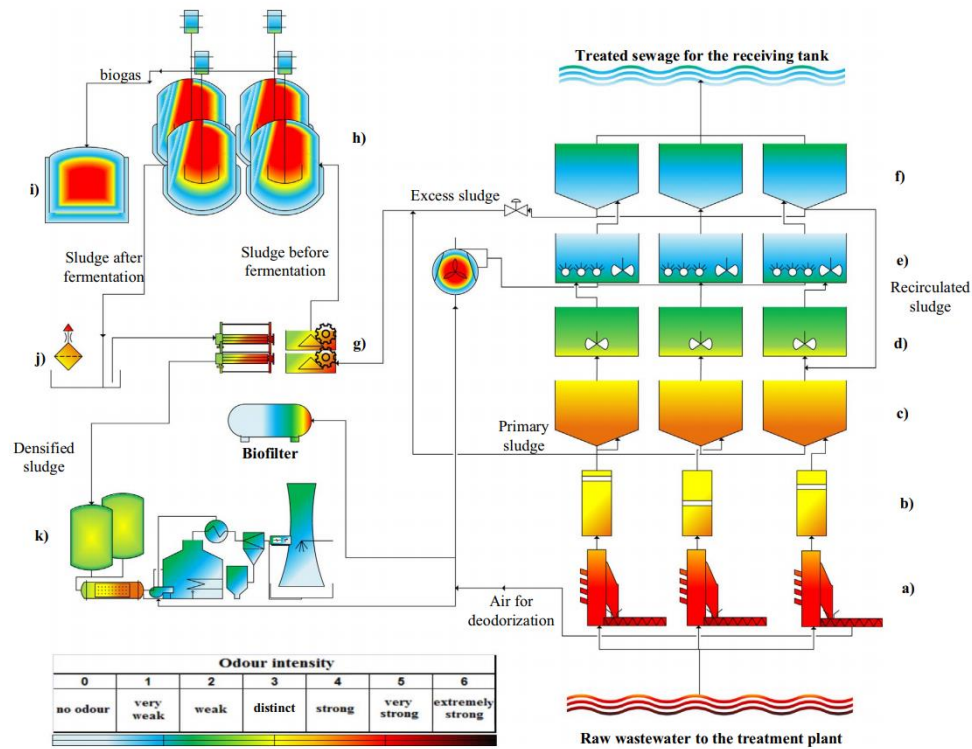 Treated sewage for the receiving tank
biogas
h)
i)
f)
Excess sludge
Sludge after
fermentation
Sludge before
fermentation
e)
Recirculated
sludge
j)
g)
d)
c)
Primary
sludge
Biofilter
Densified
sludge
b)
k)
a)
Air for
deodorization
Odour intensity
0 1 2 3 4 5 6
no odour very weak weak distinct strong very strong extremely strong
Raw wastewater to the treatment plant